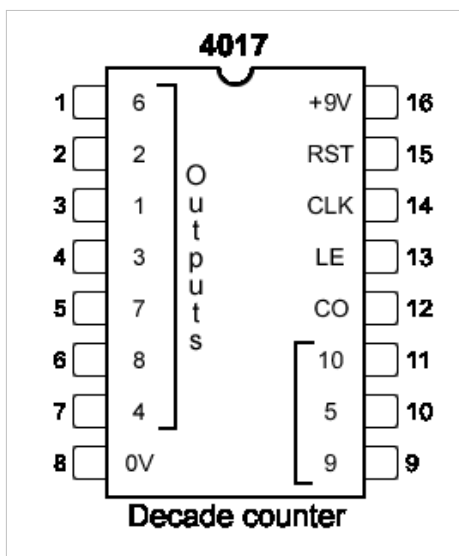 4017
1 6 +9V 16
2 2 RST 15
3 1 CLK 14
4 3 LE 13
5 7 CO 12
6 8 10 11
7 4 5 10
8 0V 9 9
Outputs
Decade counter